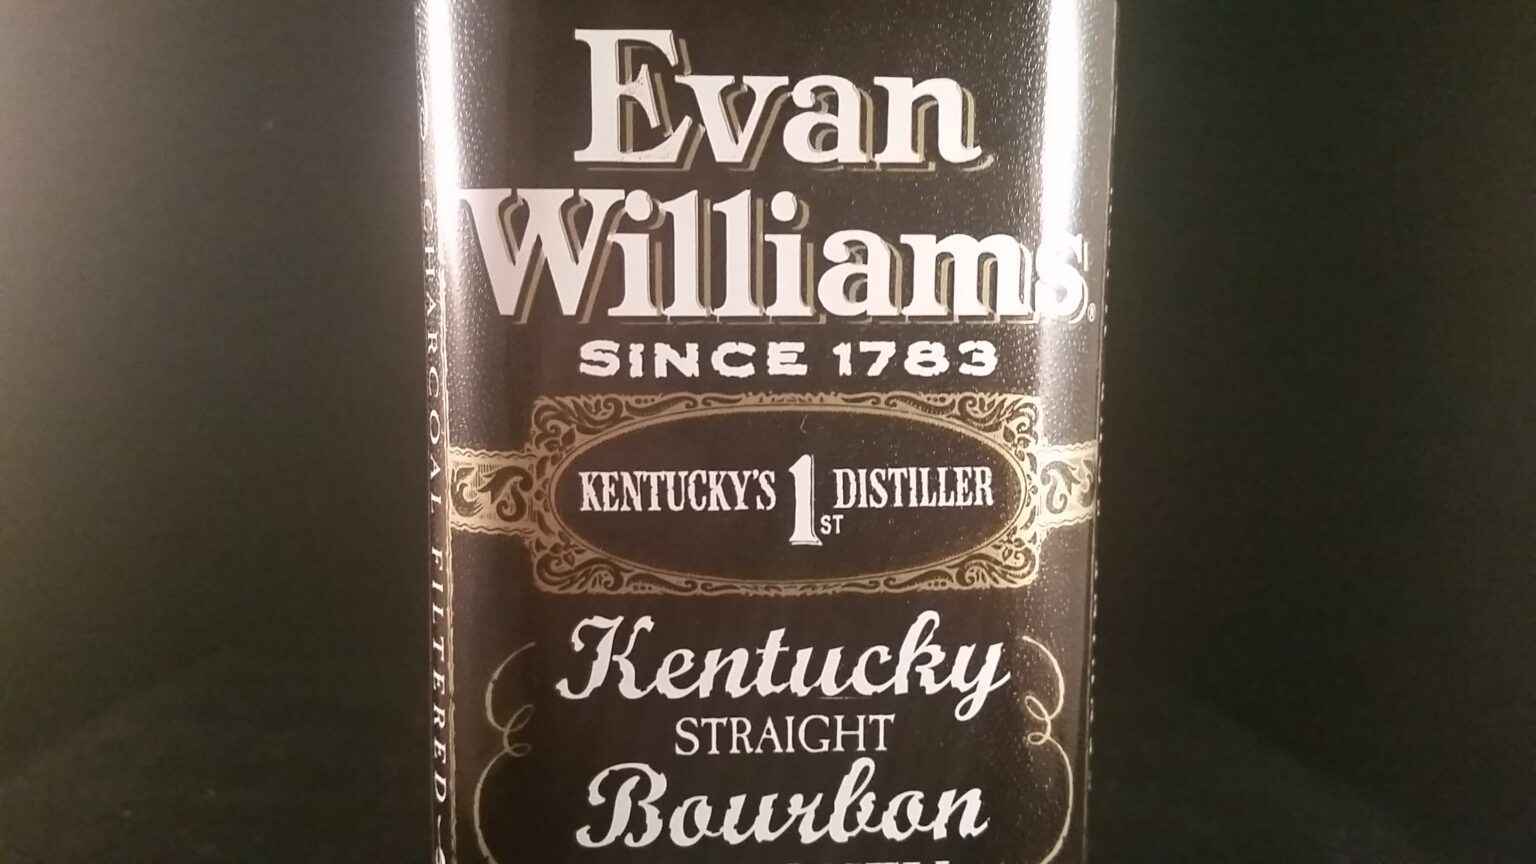 Evan
Williams®
SINCE 1783
KENTUCKY'S 1ST DISTILLER
Kentucky
STRAIGHT
Bourbon
CHARCOAL FILTERED